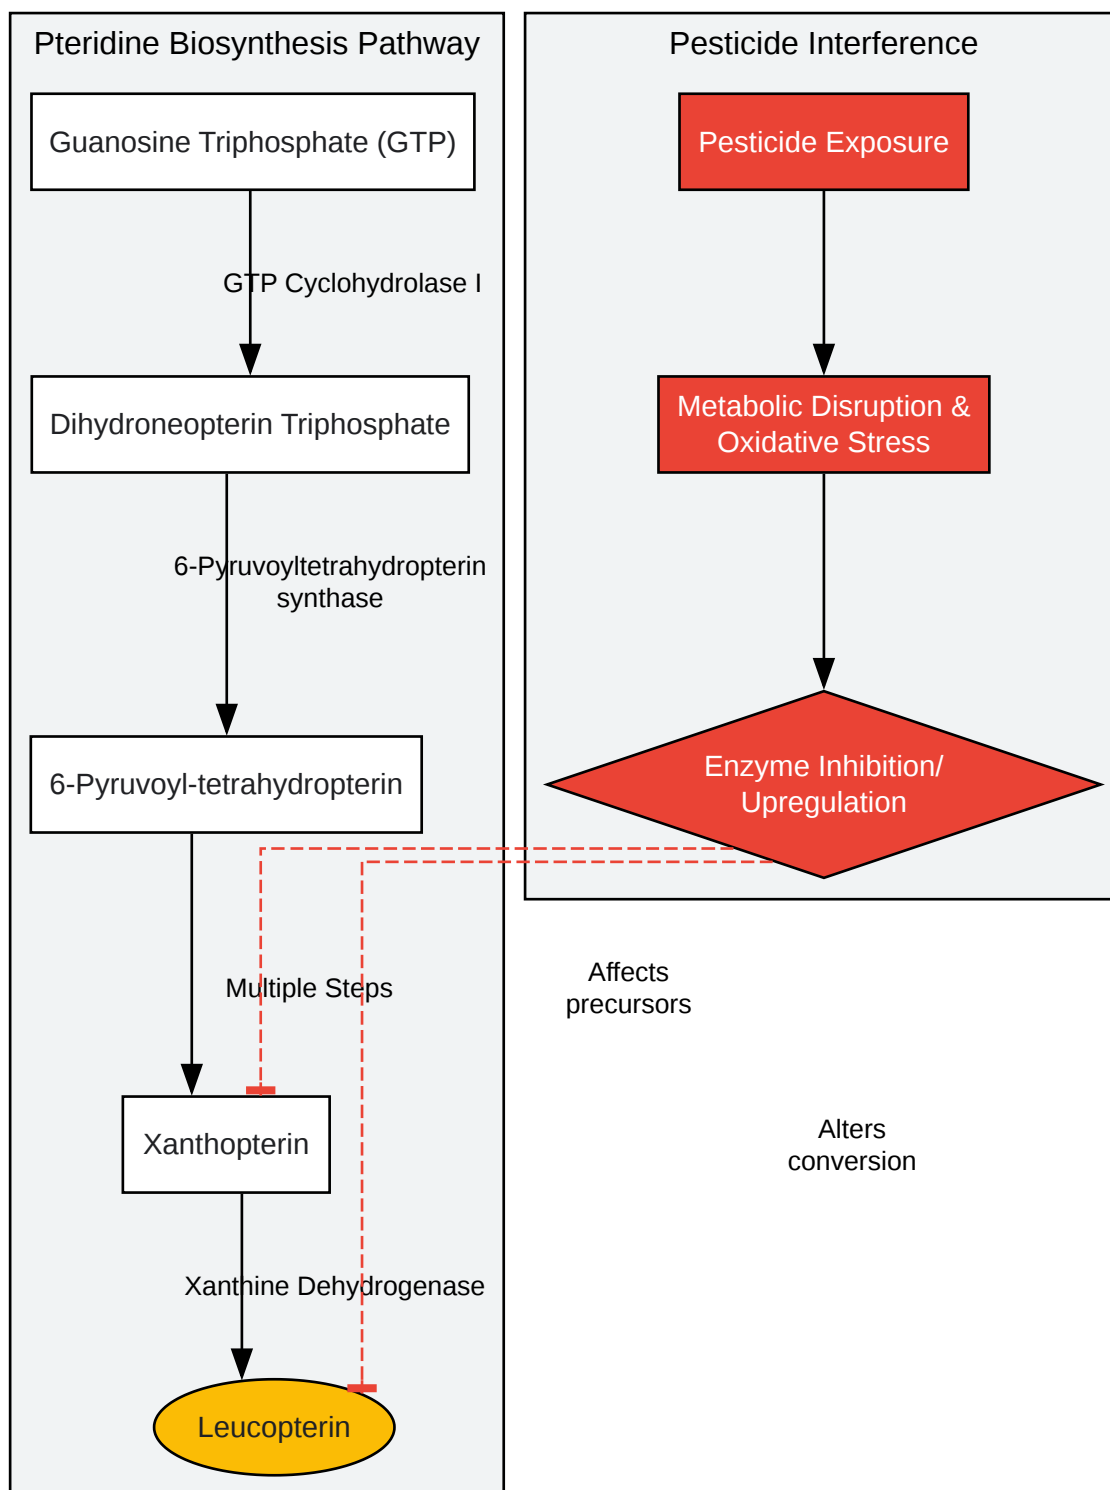 Pteridine Biosynthesis Pathway
Guanosine Triphosphate (GTP)
GTP Cyclohydrolase I
Dihydroneopterin Triphosphate
6-Pyruvoyltetrahydropterin
synthase
6-Pyruvoyl-tetrahydropterin
Multiple Steps
Xanthopterin
Xanthine Dehydrogenase
Leucopterin
Pesticide Interference
Pesticide Exposure
Metabolic Disruption &
Oxidative Stress
Enzyme Inhibition/
Upregulation
Affects
precursors
Alters
conversion